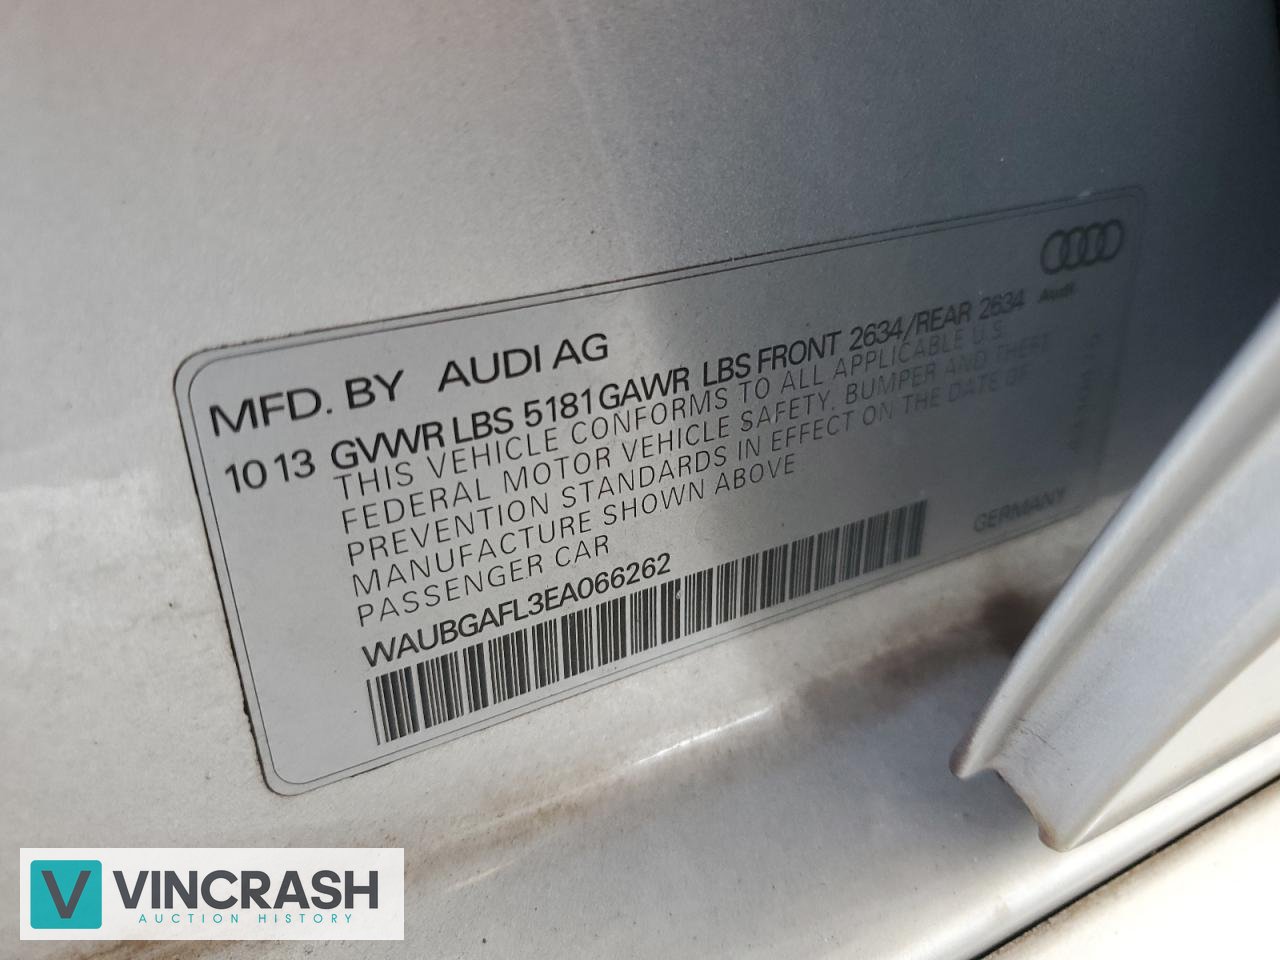 Audi
MFD. BY AUDI AG
10 13 GVWR LBS 5181 GAWR LBS FRONT 2634/REAR 2634
THIS VEHICLE CONFORMS TO ALL APPLICABLE U.S.
FEDERAL MOTOR VEHICLE SAFETY, BUMPER AND THEFT
PREVENTION STANDARDS IN EFFECT ON THE DATE OF
MANUFACTURE SHOWN ABOVE
PASSENGER CAR
WAUBGAFL3EA066262
GERMANY
V VINCRASH
AUCTION HISTORY